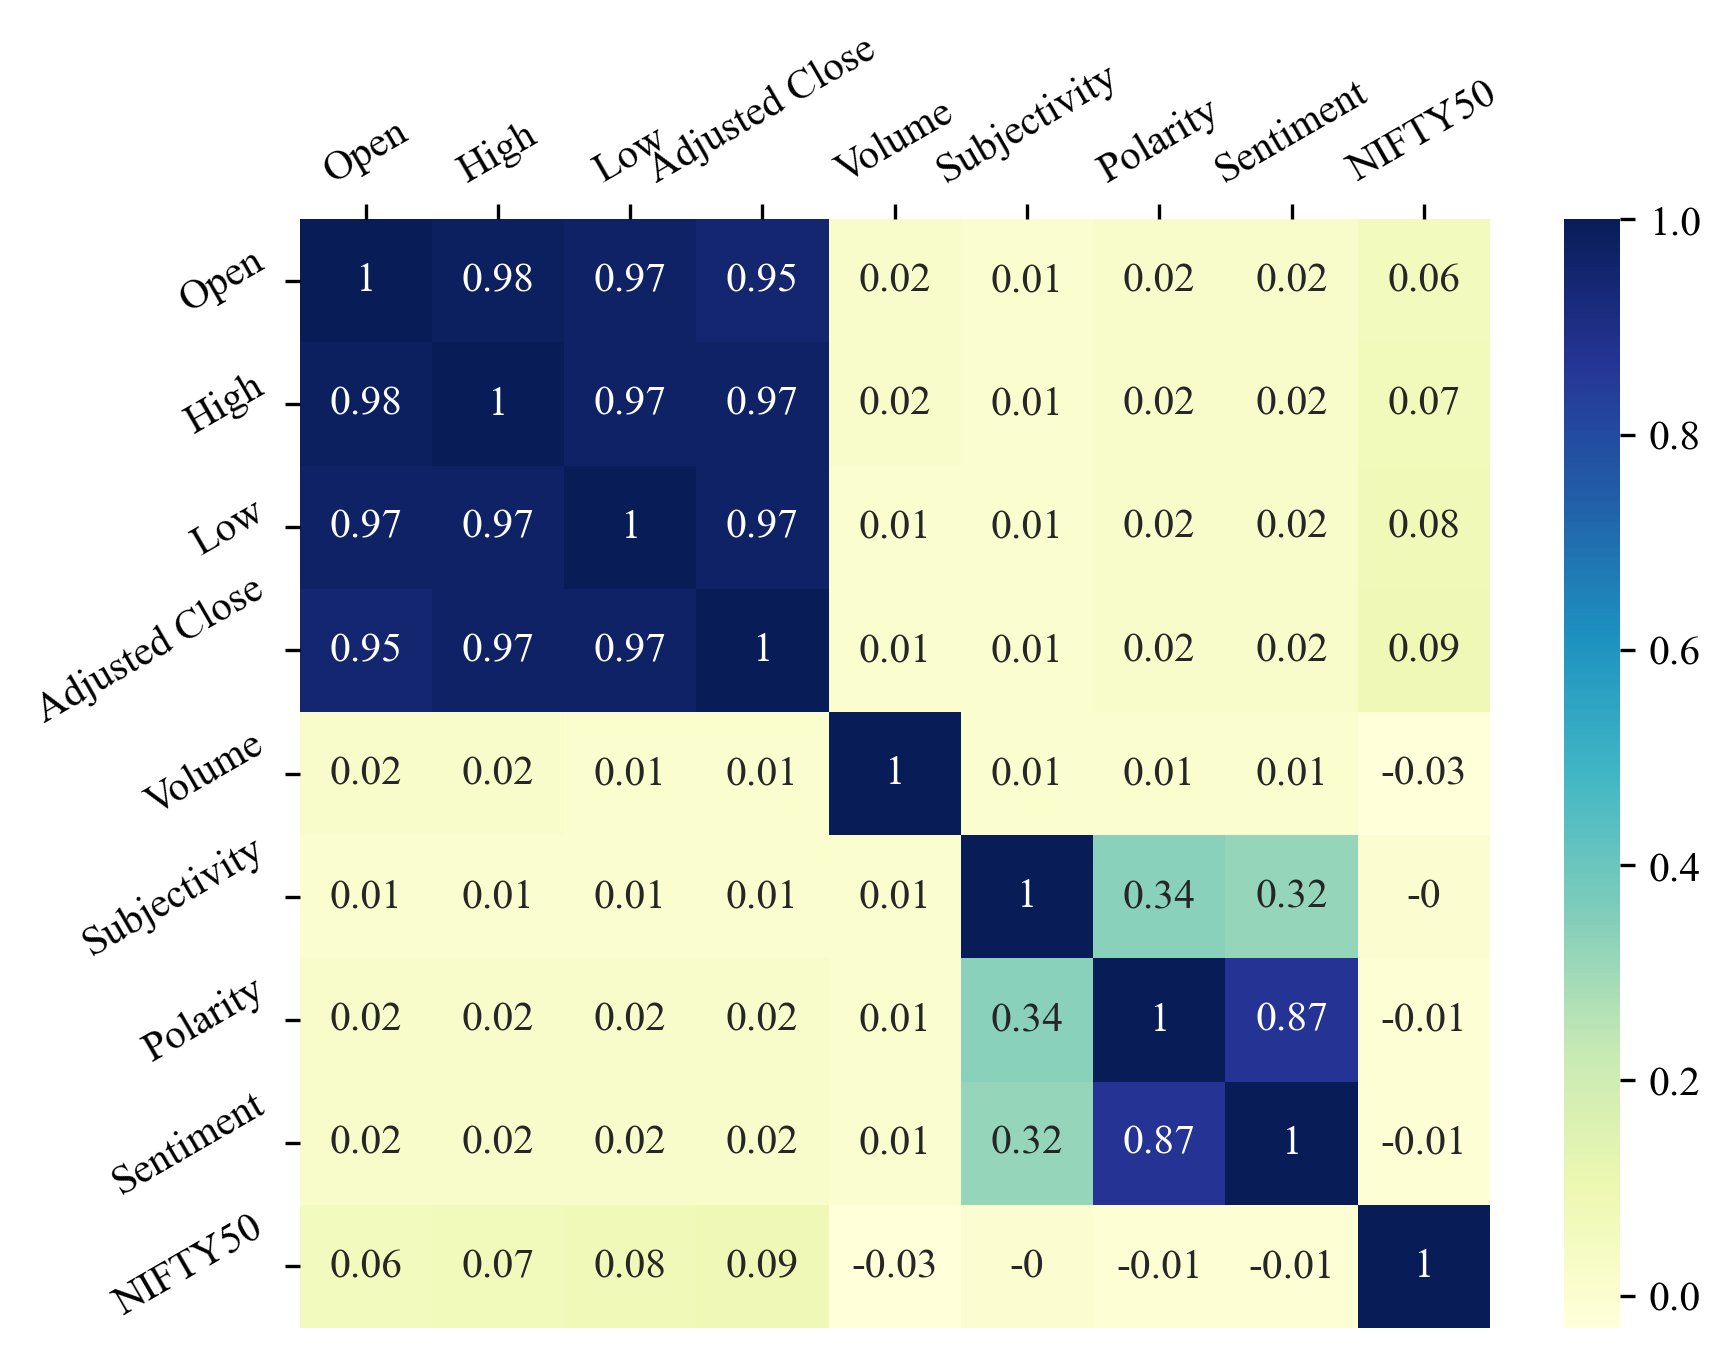 Open High Low Adjusted Close Volume Subjectivity Polarity Sentiment NIFTY50
Open 1 0.98 0.97 0.95 0.02 0.01 0.02 0.02 0.06
High 0.98 1 0.97 0.97 0.02 0.01 0.02 0.02 0.07
Low 0.97 0.97 1 0.97 0.01 0.01 0.02 0.02 0.08
Adjusted Close 0.95 0.97 0.97 1 0.01 0.01 0.02 0.02 0.09
Volume 0.02 0.02 0.01 0.01 1 0.01 0.01 0.01 -0.03
Subjectivity 0.01 0.01 0.01 0.01 0.01 1 0.34 0.32 -0
Polarity 0.02 0.02 0.02 0.02 0.01 0.34 1 0.87 -0.01
Sentiment 0.02 0.02 0.02 0.02 0.01 0.32 0.87 1 -0.01
NIFTY50 0.06 0.07 0.08 0.09 -0.03 -0 -0.01 -0.01 1
1.0
0.8
0.6
0.4
0.2
0.0